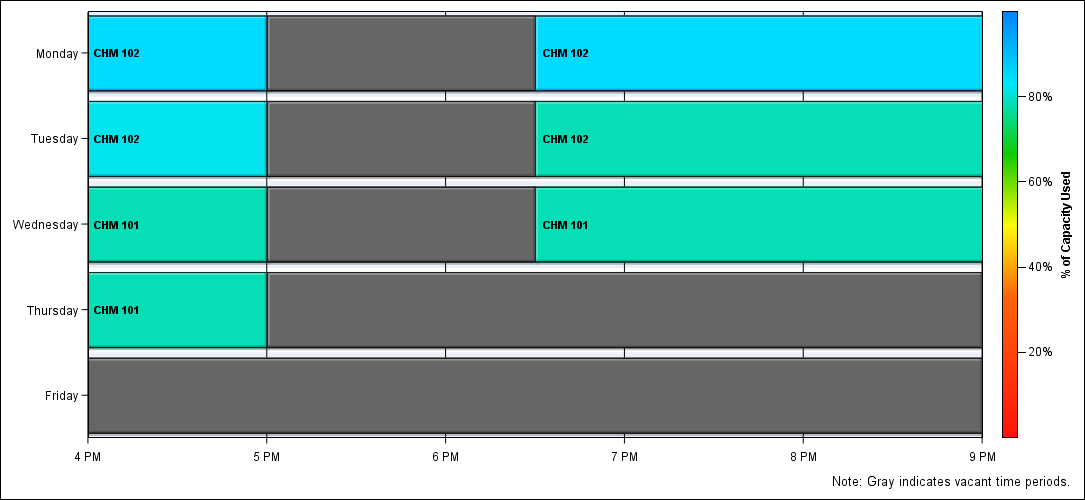 Monday
CHM 102
CHM 102
Tuesday
CHM 102
CHM 102
Wednesday
CHM 101
CHM 101
Thursday
CHM 101
Friday
4 PM
5 PM
6 PM
7 PM
8 PM
9 PM
80%
60%
40%
20%
% of Capacity Used
Note: Gray indicates vacant time periods.